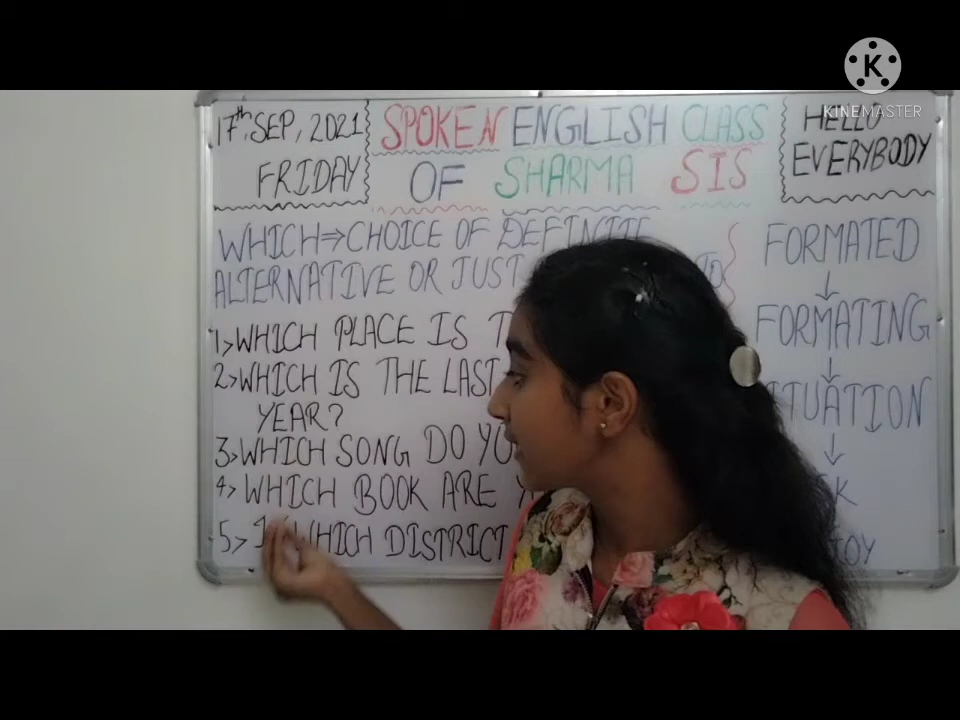 KINEMASTER
17th, SEP, 2021
FRIDAY
SPOKEN ENGLISH CLASS
OF SHARMA SIS
HELLO
EVERYBODY
WHICH⇒CHOICE OF DEFINITE
ALTERNATIVE OR JUST
1>WHICH PLACE IS
2>WHICH IS THE LAST
YEAR?
3>WHICH SONG DO
4>WHICH BOOK ARE
5> WHICH DISTRICT
FORMATED
↓
FORMATING
↓
↓